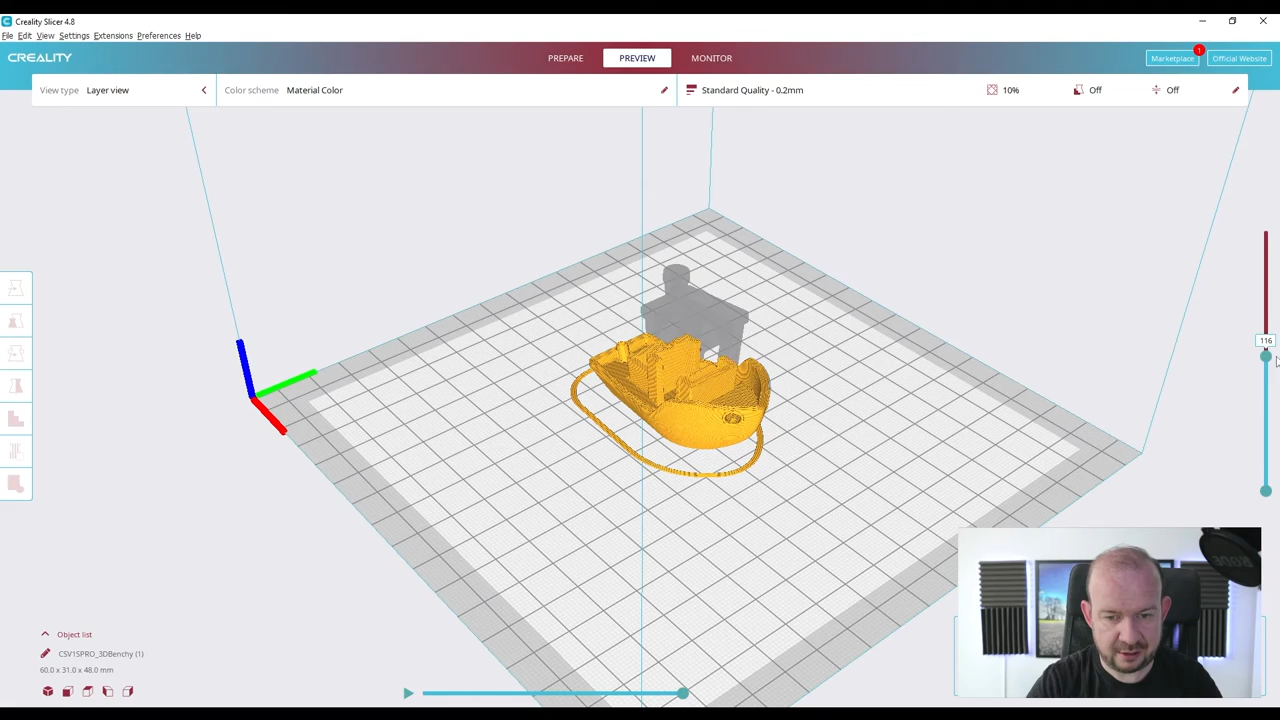 Creality Slicer 4.8
File Edit View Settings Extensions Preferences Help
CREALITY
PREPARE PREVIEW MONITOR
Marketplace 1 Official Website
View type Layer view Color scheme Material Color Standard Quality - 0.2mm 10% Off Off
116
RODE
Object list
CSV1SPRO_3DBenchy (1)
60.0 x 31.0 x 48.0 mm